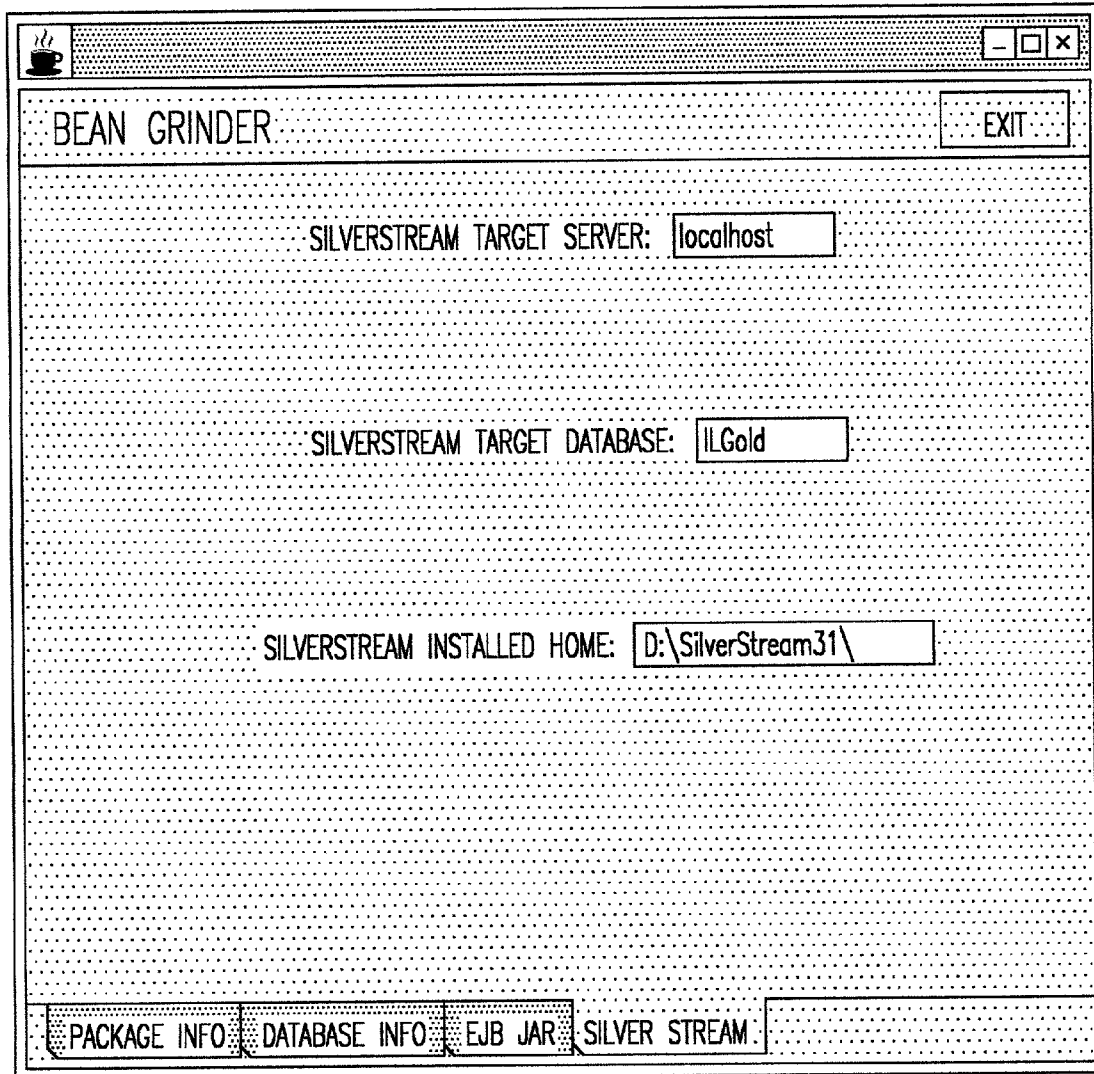 BEAN GRINDER EXIT
SILVERSTREAM TARGET SERVER: localhost
SILVERSTREAM TARGET DATABASE: ILGold
SILVERSTREAM INSTALLED HOME: D:\SilverStream31\
PACKAGE INFO DATABASE INFO EJB JAR SILVER STREAM